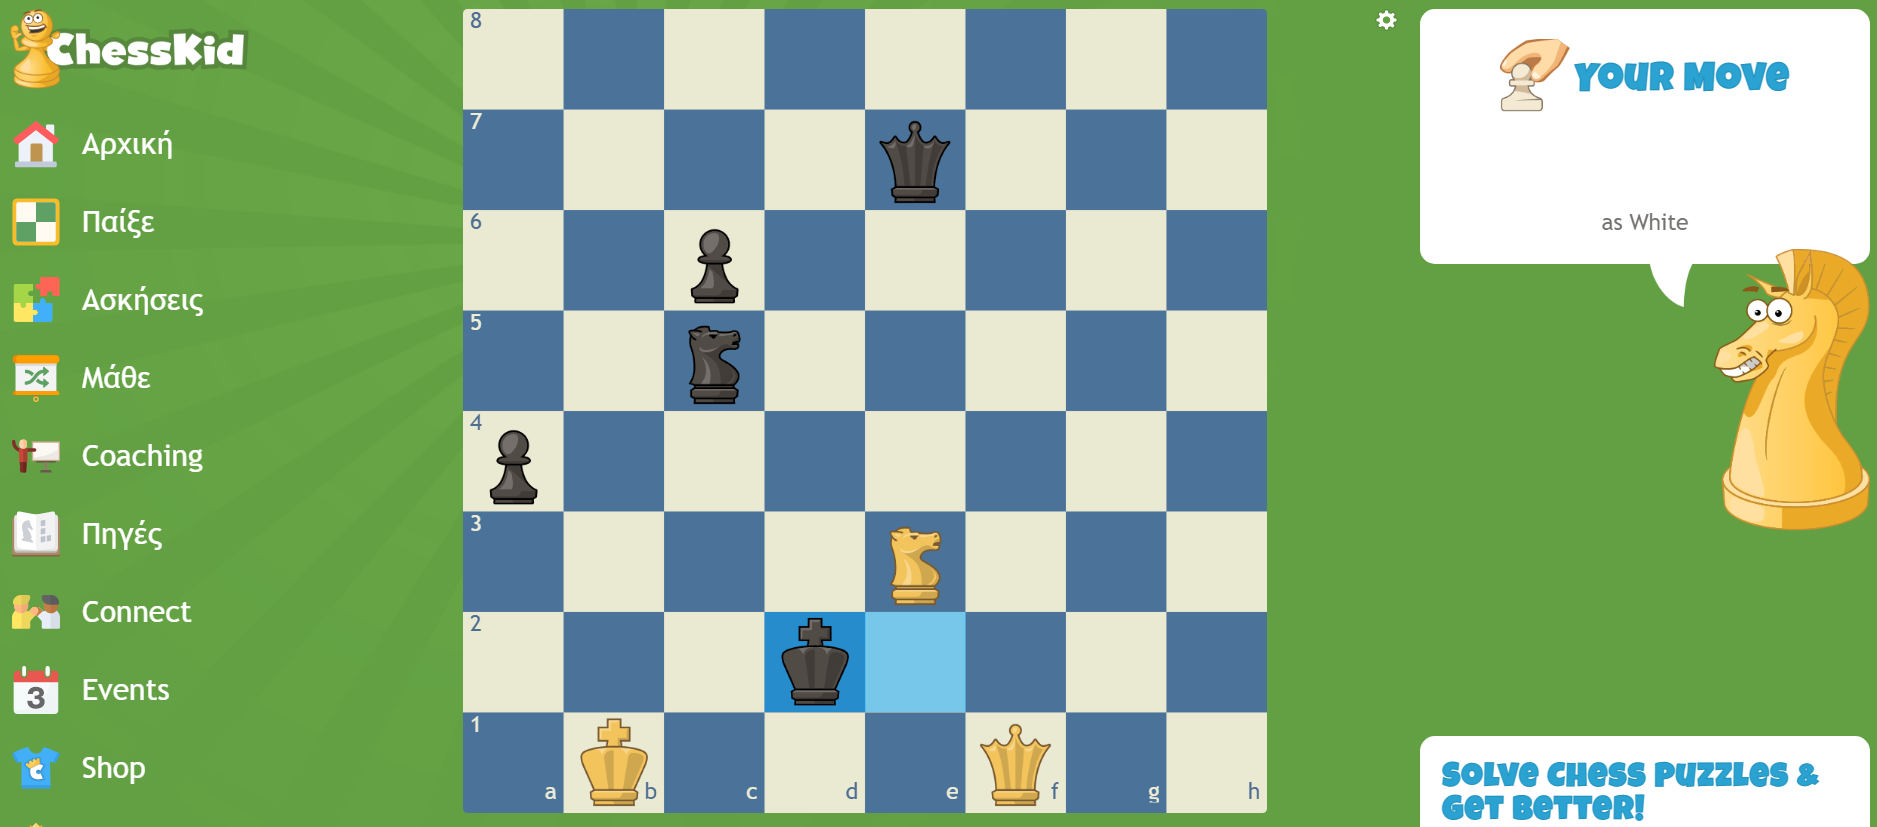 ChessKid
Αρχική
Παίξε
Ασκήσεις
Μάθε
Coaching
Πηγές
Connect
3
Events
Shop
8
7
6
5
4
3
2
1
a b c d e f g h
YOUR MOVE
as White
SOLVE CHESS PUZZLES &
GET BETTER!